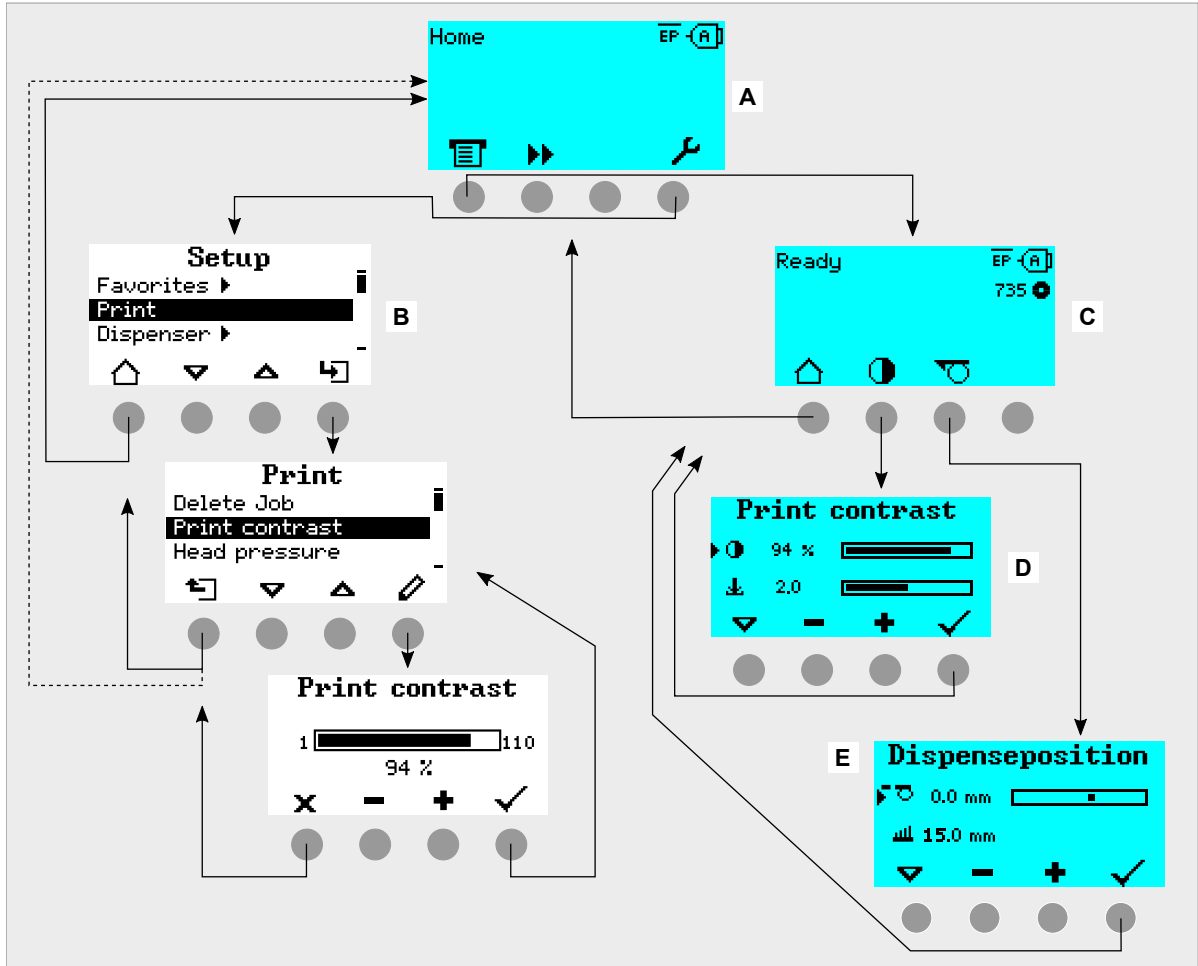 Home EP A
A
Setup
Favorites
Print
Dispenser
B
Ready EP A
735
C
Print
Delete Job
Print contrast
Head pressure
Print contrast
94 %
2.0
D
Print contrast
1 110
94 %
E
Dispenseposition
0.0 mm
15.0 mm